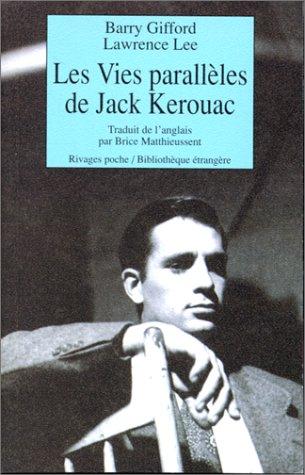 Barry Gifford
Lawrence Lee
Les Vies parallèles
de Jack Kerouac
Traduit de l'anglais
par Brice Matthieussent
Rivages poche / Bibliothèque étrangère